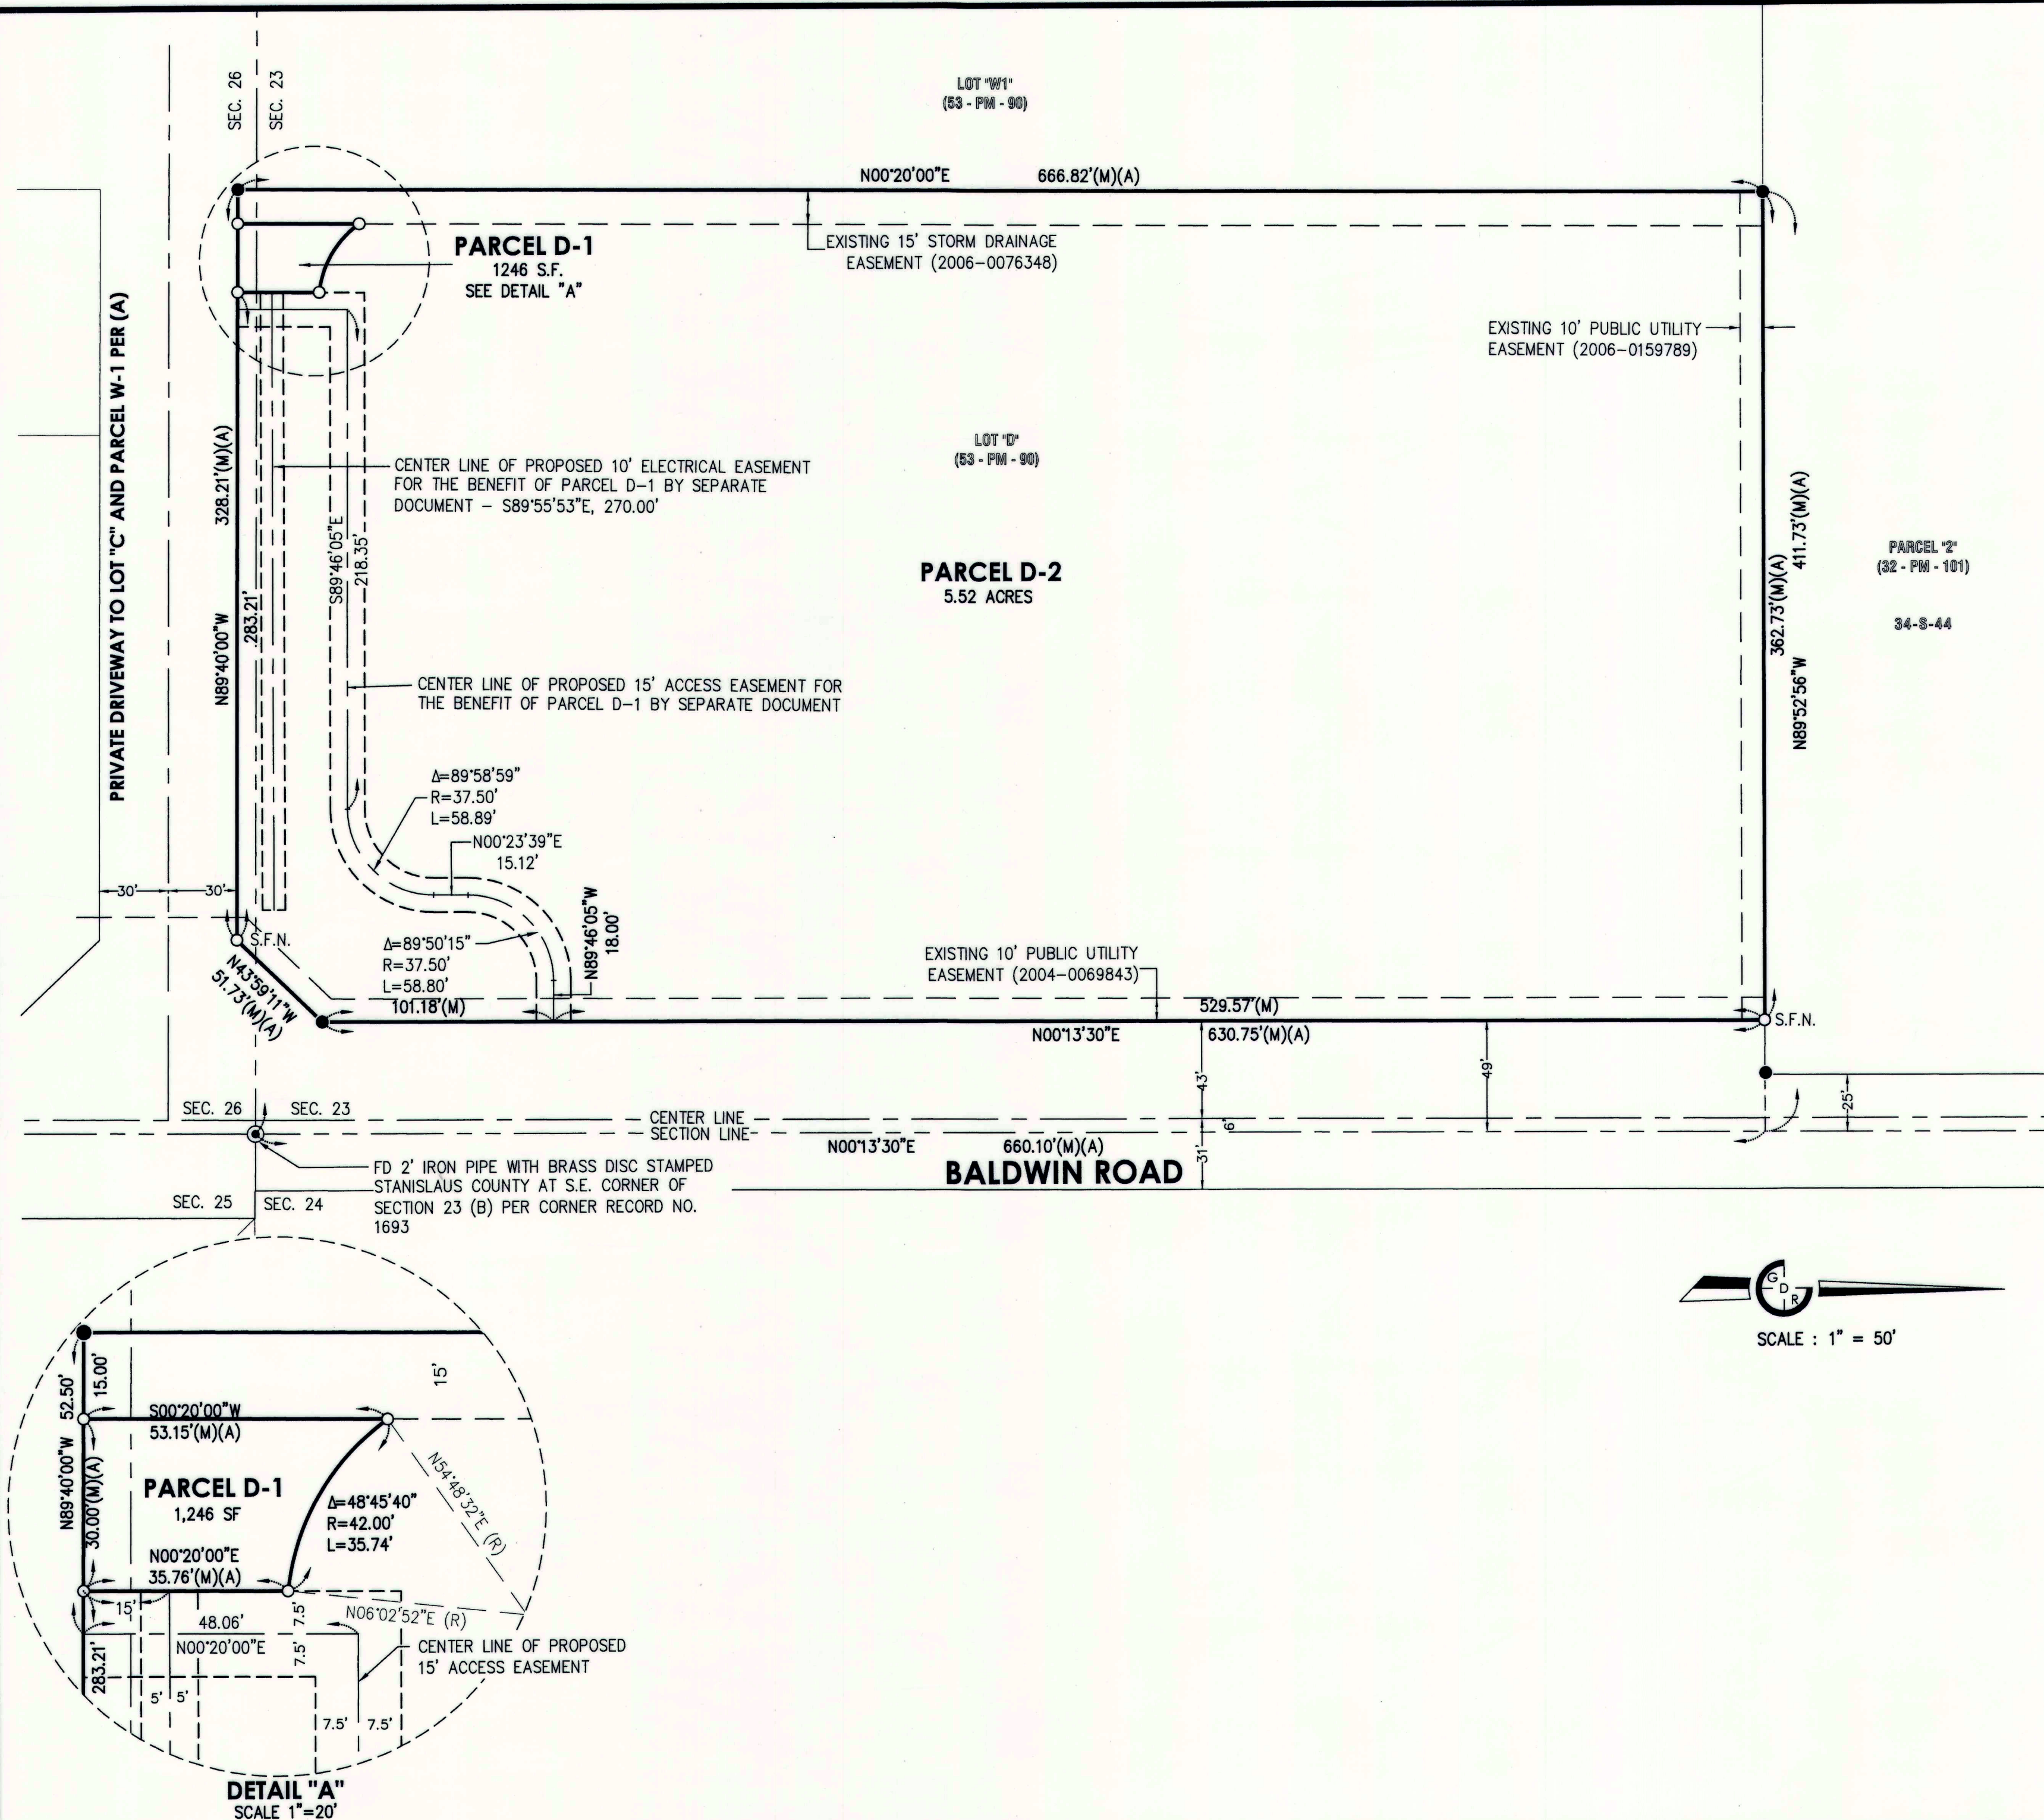 SEC. 26
SEC. 23
LOT "W1"
(53 - PM - 90)
N00°20'00"E 666.82'(M)(A)
PARCEL D-1
1246 S.F.
SEE DETAIL "A"
EXISTING 15' STORM DRAINAGE
EASEMENT (2006-0076348)
EXISTING 10' PUBLIC UTILITY
EASEMENT (2006-0159789)
PRIVATE DRIVEWAY TO LOT "C" AND PARCEL W-1 PER (A)
N89°40'00"W 328.21'(M)(A)
283.21'
CENTER LINE OF PROPOSED 10' ELECTRICAL EASEMENT
FOR THE BENEFIT OF PARCEL D-1 BY SEPARATE
DOCUMENT - S89°55'53"E, 270.00'
S89°46'05"E
218.35'
LOT "D"
(53 - PM - 90)
PARCEL D-2
5.52 ACRES
362.73'(M)(A)
N89°52'56"W 411.73'(M)(A)
PARCEL "2"
(32 - PM - 101)
34-S-44
CENTER LINE OF PROPOSED 15' ACCESS EASEMENT FOR
THE BENEFIT OF PARCEL D-1 BY SEPARATE DOCUMENT
Δ=89°58'59"
R=37.50'
L=58.89'
N00°23'39"E
15.12'
30'
30'
S.F.N.
N43°59'11"W
51.73'(M)(A)
Δ=89°50'15"
R=37.50'
L=58.80'
101.18'(M)
N89°46'05"W
18.00'
EXISTING 10' PUBLIC UTILITY
EASEMENT (2004-0069843)
529.57'(M)
N00°13'30"E 630.75'(M)(A)
S.F.N.
43'
49'
25'
6'
31'
SEC. 26
SEC. 23
CENTER LINE
SECTION LINE
N00°13'30"E 660.10'(M)(A)
BALDWIN ROAD
FD 2' IRON PIPE WITH BRASS DISC STAMPED
STANISLAUS COUNTY AT S.E. CORNER OF
SECTION 23 (B) PER CORNER RECORD NO.
1693
SEC. 25
SEC. 24
G
D
R
SCALE : 1" = 50'
52.50'
15.00'
15'
S00°20'00"W
53.15'(M)(A)
N89°40'00"W
30.00'(M)(A)
PARCEL D-1
1,246 SF
Δ=48°45'40"
R=42.00'
L=35.74'
N54°48'32"E (R)
N00°20'00"E
35.76'(M)(A)
15'
7.5'
N06°02'52"E (R)
48.06'
N00°20'00"E
7.5'
283.21'
CENTER LINE OF PROPOSED
15' ACCESS EASEMENT
5'
5'
7.5'
7.5'
DETAIL "A"
SCALE 1"=20'